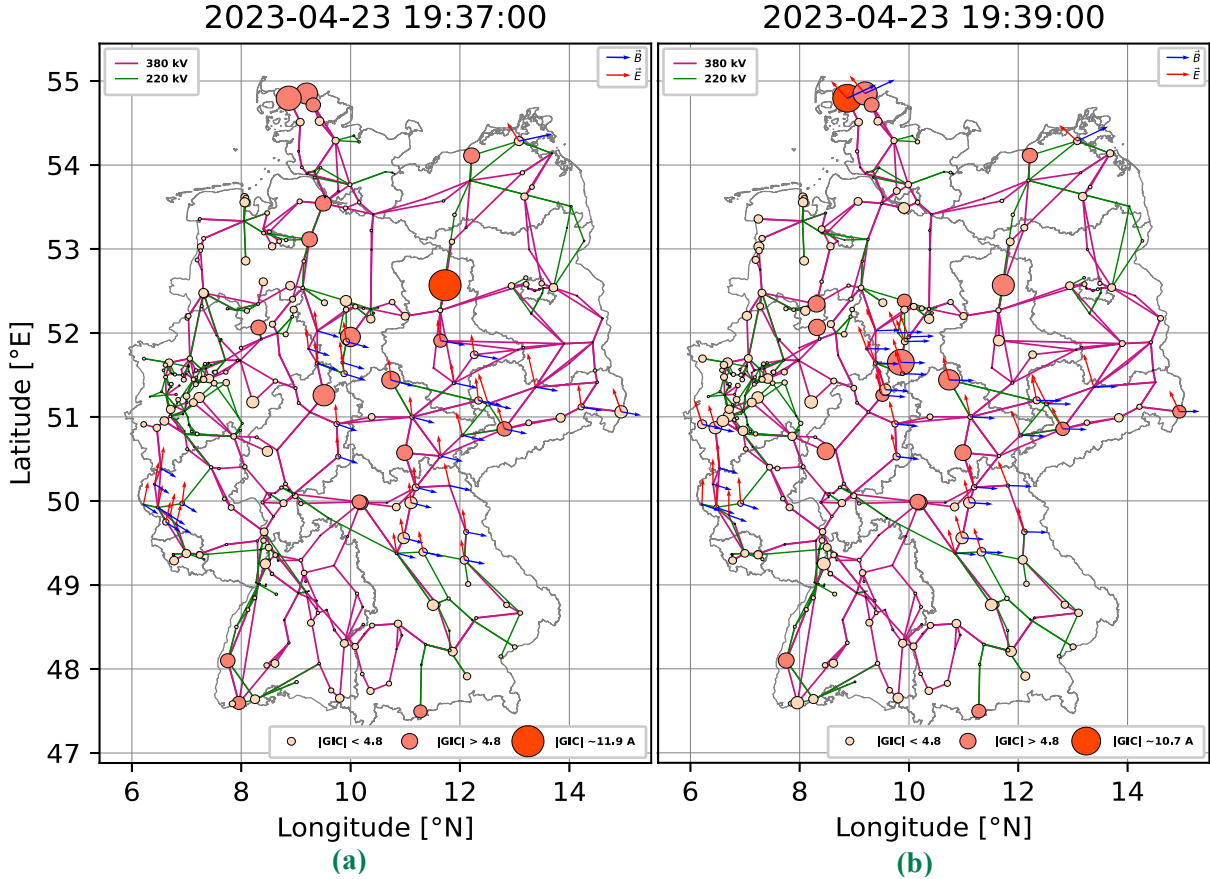 2023-04-23 19:37:00
2023-04-23 19:39:00
380 kV
220 kV
B
E
380 kV
220 kV
B
E
55
54
53
52
51
50
49
48
47
Latitude [°E]
|GIC| < 4.8
|GIC| > 4.8
|GIC| ~11.9 A
|GIC| < 4.8
|GIC| > 4.8
|GIC| ~10.7 A
6 8 10 12 14
6 8 10 12 14
Longitude [°N]
Longitude [°N]
(a)
(b)